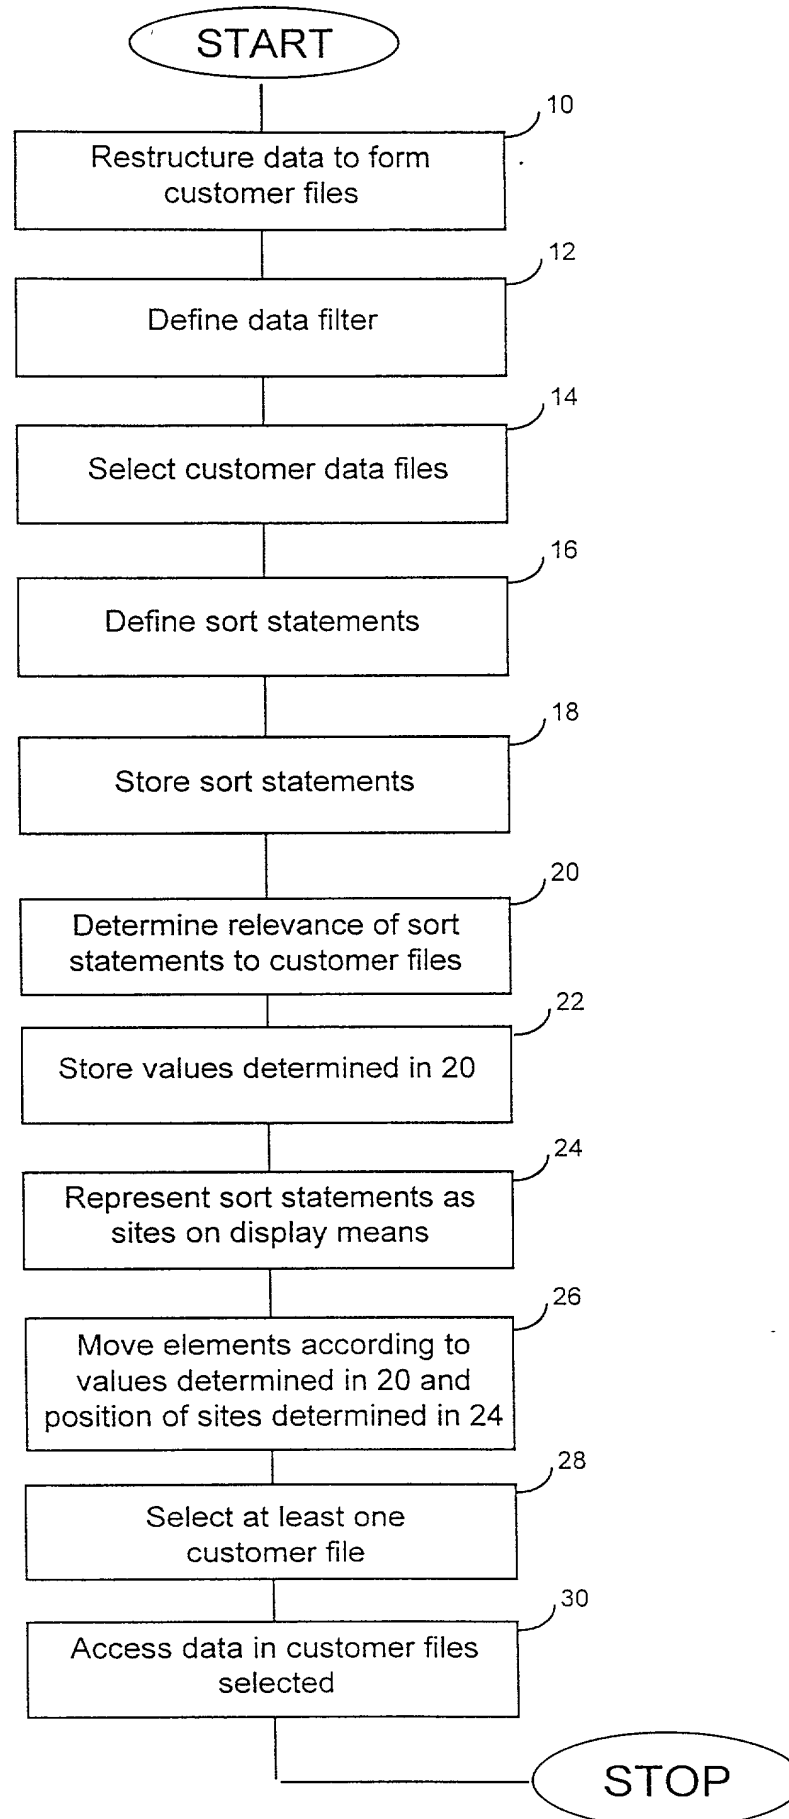 START
10
Restructure data to form
customer files
12
Define data filter
14
Select customer data files
16
Define sort statements
18
Store sort statements
20
Determine relevance of sort
statements to customer files
22
Store values determined in 20
24
Represent sort statements as
sites on display means
26
Move elements according to
values determined in 20 and
position of sites determined in 24
28
Select at least one
customer file
30
Access data in customer files
selected
STOP